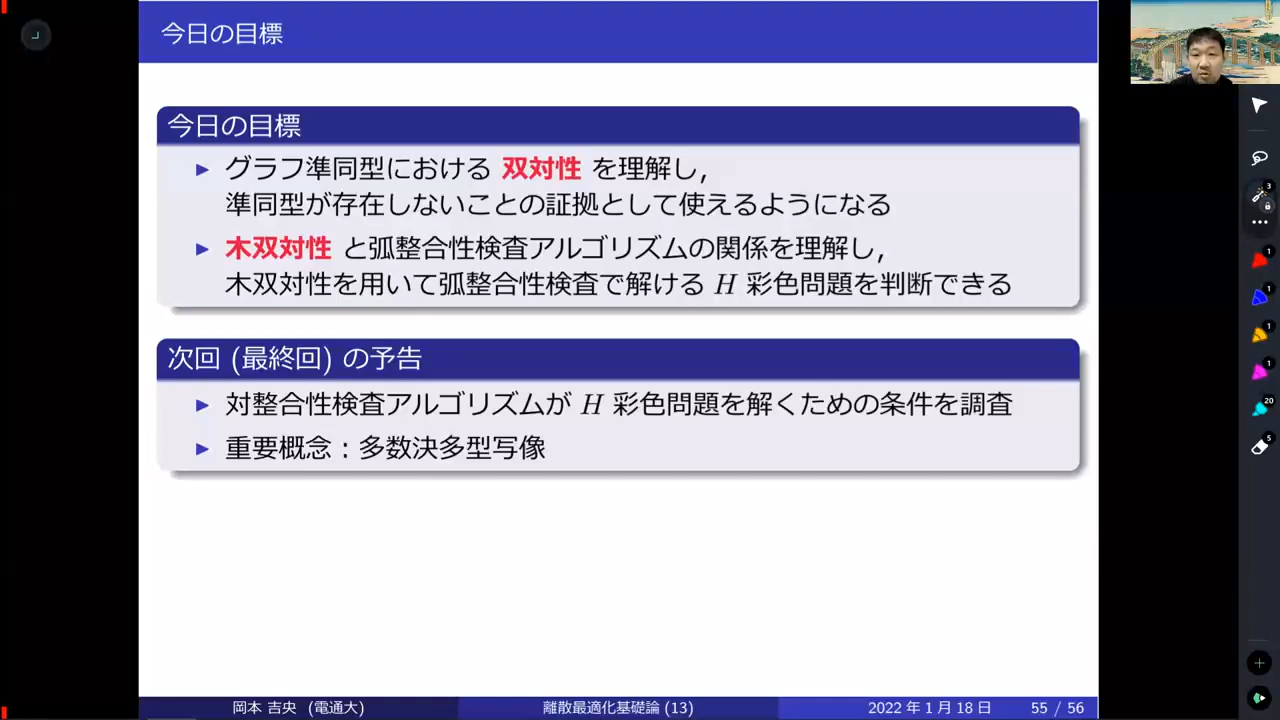 今日の目標
今日の目標
▶ グラフ準同型における 双対性 を理解し,
準同型が存在しないことの証拠として使えるようになる
▶ 木双対性 と弧整合性検査アルゴリズムの関係を理解し,
木双対性を用いて弧整合性検査で解ける H 彩色問題を判断できる
次回 (最終回) の予告
▶ 対整合性検査アルゴリズムが H 彩色問題を解くための条件を調査
▶ 重要概念：多数決多型写像
岡本 吉央 (電通大)
離散最適化基礎論 (13)
2022 年 1 月 18 日
55 / 56
3
1
1
1
1
20
5